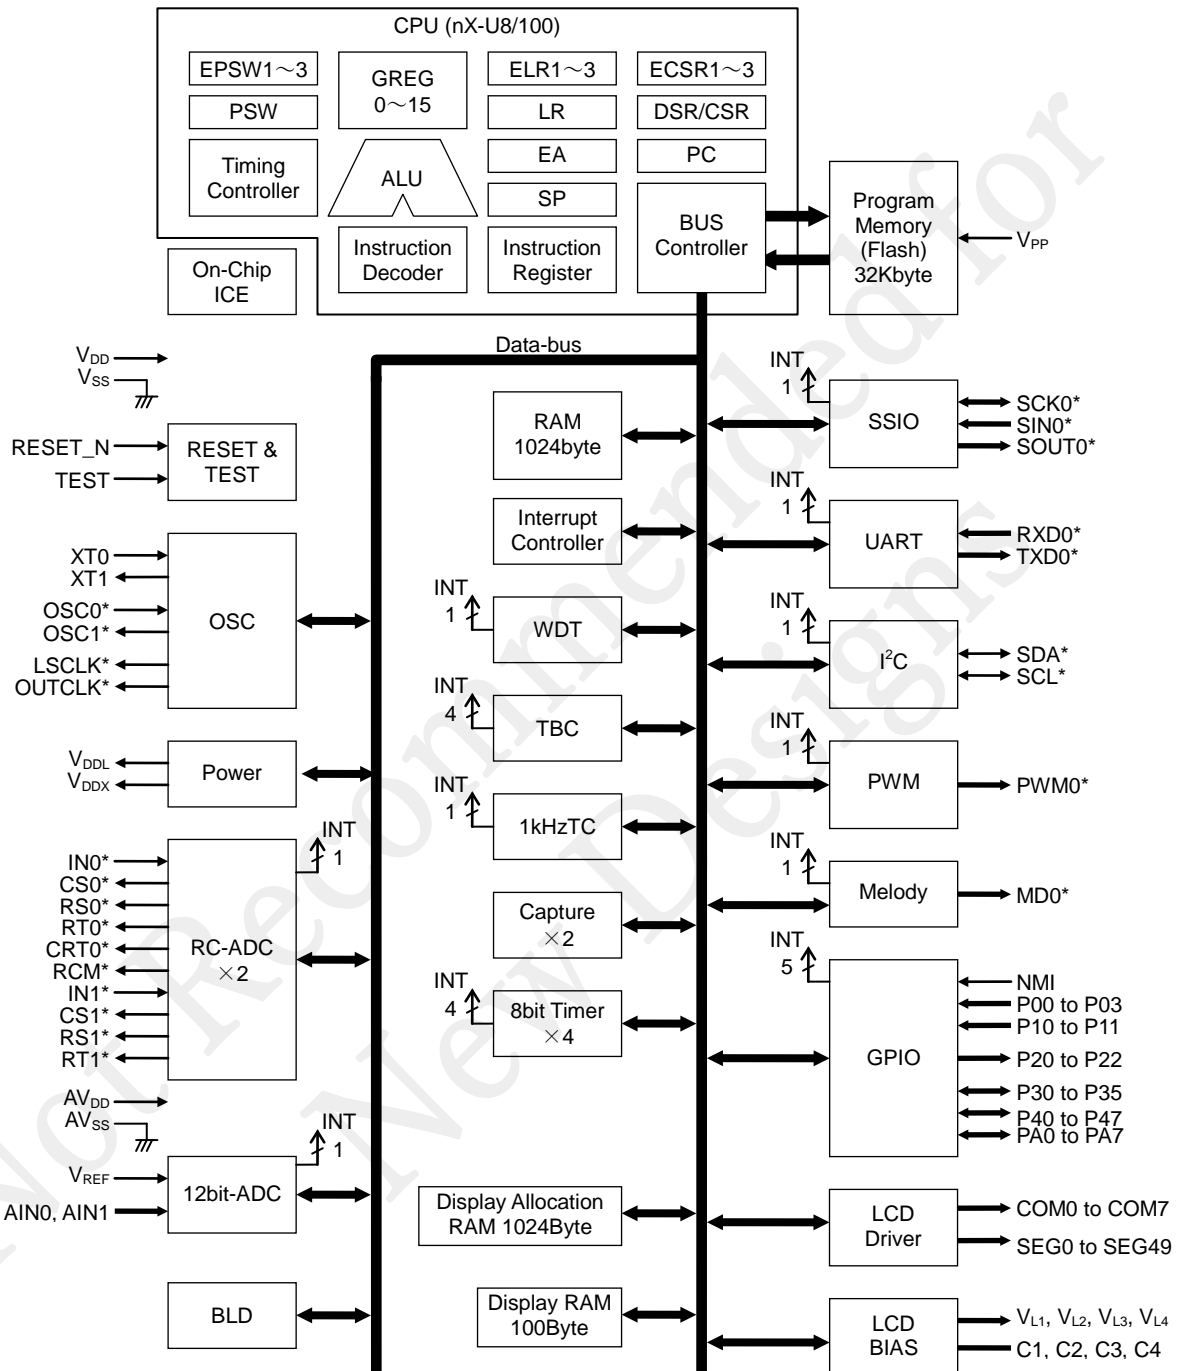 CPU (nX-U8/100)
EPSW1～3
GREG
0～15
ELR1～3
ECSR1～3
PSW
LR
DSR/CSR
Timing
Controller
ALU
EA
PC
SP
BUS
Controller
Program
Memory
(Flash)
32Kbyte
VPP
On-Chip
ICE
Instruction
Decoder
Instruction
Register
Data-bus
VDD
VSS
RESET_N
TEST
RESET &
TEST
XT0
XT1
OSC0*
OSC1*
LSCLK*
OUTCLK*
OSC
VDDL
VDDX
Power
IN0*
CS0*
RS0*
RT0*
CRT0*
RCM*
IN1*
CS1*
RS1*
RT1*
RC-ADC
×2
INT
1
AVDD
AVSS
VREF
AIN0, AIN1
12bit-ADC
INT
1
BLD
RAM
1024byte
Interrupt
Controller
INT
1
WDT
INT
4
TBC
INT
1
1kHzTC
Capture
×2
INT
4
8bit Timer
×4
Display Allocation
RAM 1024Byte
Display RAM
100Byte
INT
1
SSIO
SCK0*
SIN0*
SOUT0*
INT
1
UART
RXD0*
TXD0*
INT
1
I²C
SDA*
SCL*
INT
1
PWM
PWM0*
INT
1
Melody
MD0*
INT
5
GPIO
NMI
P00 to P03
P10 to P11
P20 to P22
P30 to P35
P40 to P47
PA0 to PA7
LCD
Driver
COM0 to COM7
SEG0 to SEG49
LCD
BIAS
VL1, VL2, VL3, VL4
C1, C2, C3, C4
Not Recommended for
New Designs